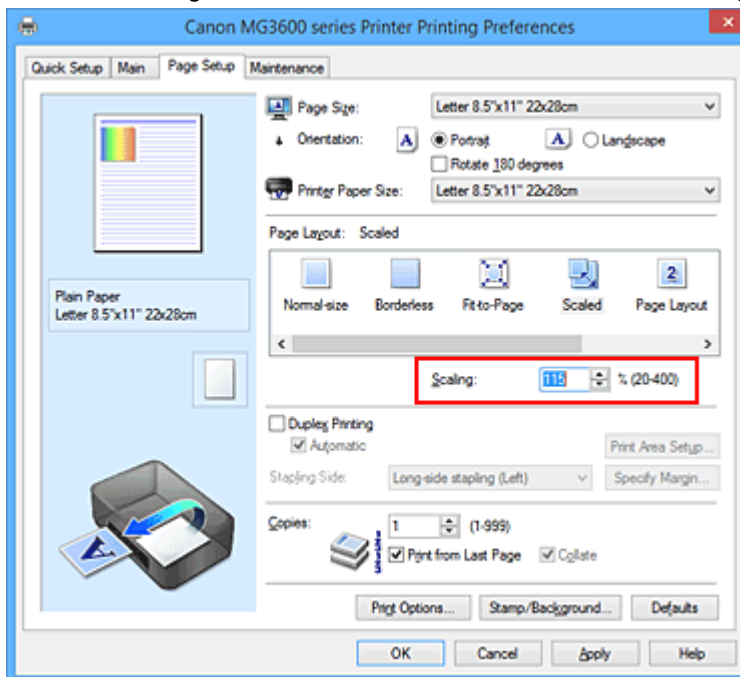 Canon MG3600 series Printer Printing Preferences
Quick Setup Main Page Setup Maintenance
Page Size: Letter 8.5"x11" 22x28cm
Orientation: A Portrait A Landscape
Rotate 180 degrees
Printer Paper Size: Letter 8.5"x11" 22x28cm
Page Layout: Scaled
Normal-size Borderless Fit-to-Page Scaled Page Layout
Plain Paper
Letter 8.5"x11" 22x28cm
Scaling: 115 % (20-400)
Duplex Printing
Automatic Print Area Setup...
Stapling Side: Long-side stapling (Left) Specify Margin...
Copies: 1 (1-999)
Print from Last Page Collate
Print Options... Stamp/Background... Defaults
OK Cancel Apply Help